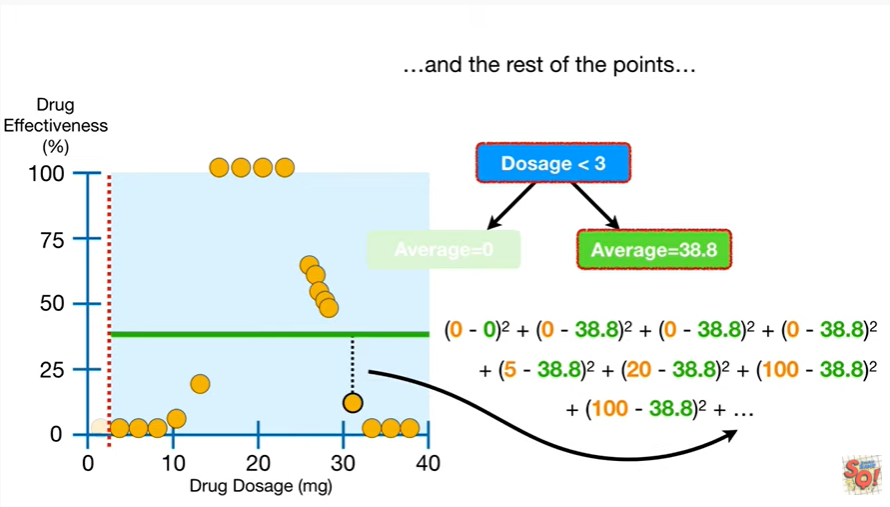 ...and the rest of the points...
Drug
Effectiveness
(%)
100
75
50
25
0
0 10 20 30 40
Drug Dosage (mg)
Dosage < 3
Average=0
Average=38.8
(0 - 0)² + (0 - 38.8)² + (0 - 38.8)² + (0 - 38.8)²
+ (5 - 38.8)² + (20 - 38.8)² + (100 - 38.8)²
+ (100 - 38.8)² + ...
SQ!